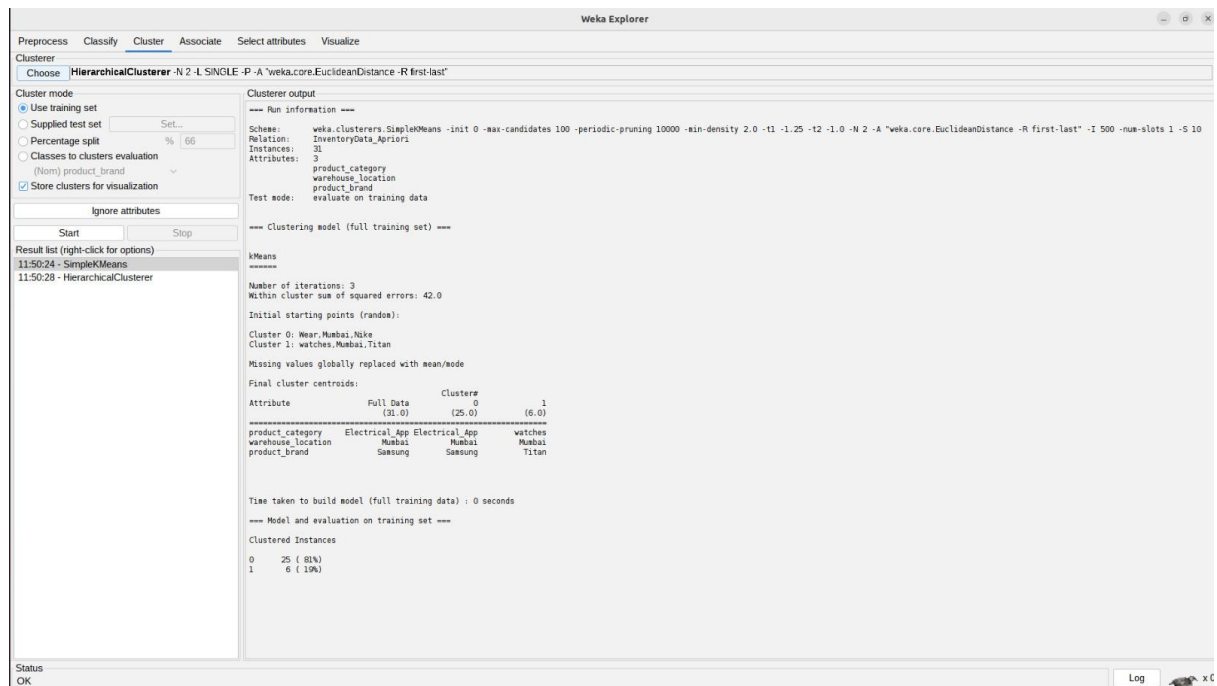 Weka Explorer
Preprocess Classify Cluster Associate Select attributes Visualize
Clusterer
Choose HierarchicalClusterer -N 2 -L SINGLE -P -A "weka.core.EuclideanDistance -R first-last"
Cluster mode
Use training set
Supplied test set Set...
Percentage split % 66
Classes to clusters evaluation
(Nom) product_brand
Store clusters for visualization
Ignore attributes
Start Stop
Result list (right-click for options)
11:50:24 - SimpleKMeans
11:50:28 - HierarchicalClusterer
Clusterer output
=== Run information ===
Scheme: weka.clusterers.SimpleKMeans -init 0 -max-candidates 100 -periodic-pruning 10000 -min-density 2.0 -t1 -1.25 -t2 -1.0 -N 2 -A "weka.core.EuclideanDistance -R first-last" -I 500 -num-slots 1 -S 10
Relation: InventoryData_Apriori
Instances: 31
Attributes: 3
product_category
warehouse_location
product_brand
Test mode: evaluate on training data
=== Clustering model (full training set) ===
kMeans
======
Number of iterations: 3
Within cluster sum of squared errors: 42.0
Initial starting points (random):
Cluster 0: Wear,Mumbai,Nike
Cluster 1: watches,Mumbai,Titan
Missing values globally replaced with mean/mode
Final cluster centroids:
Cluster#
Attribute Full Data 0 1
(31.0) (25.0) (6.0)
==================================================================
product_category Electrical_App Electrical_App watches
warehouse_location Mumbai Mumbai Mumbai
product_brand Samsung Samsung Titan
Time taken to build model (full training data) : 0 seconds
=== Model and evaluation on training set ===
Clustered Instances
0 25 ( 81%)
1 6 ( 19%)
Status
OK
Log x 0